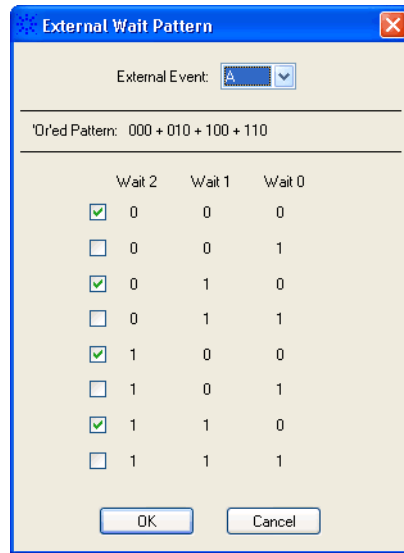 External Wait Pattern
External Event: A
'Or'ed Pattern: 000 + 010 + 100 + 110
Wait 2 Wait 1 Wait 0
0 0 0
0 0 1
0 1 0
0 1 1
1 0 0
1 0 1
1 1 0
1 1 1
OK Cancel